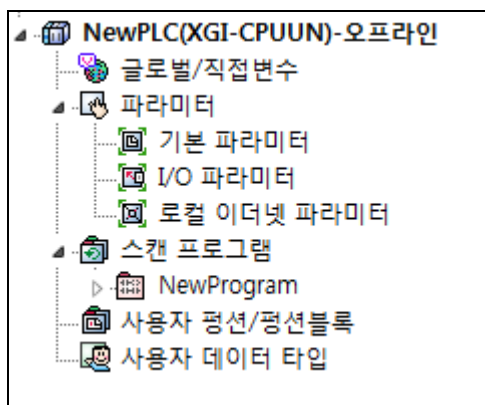 NewPLC(XGI-CPUUN)-오프라인
글로벌/직접변수
파라미터
기본 파라미터
I/O 파라미터
로컬 이더넷 파라미터
스캔 프로그램
NewProgram
사용자 펑션/펑션블록
사용자 데이터 타입